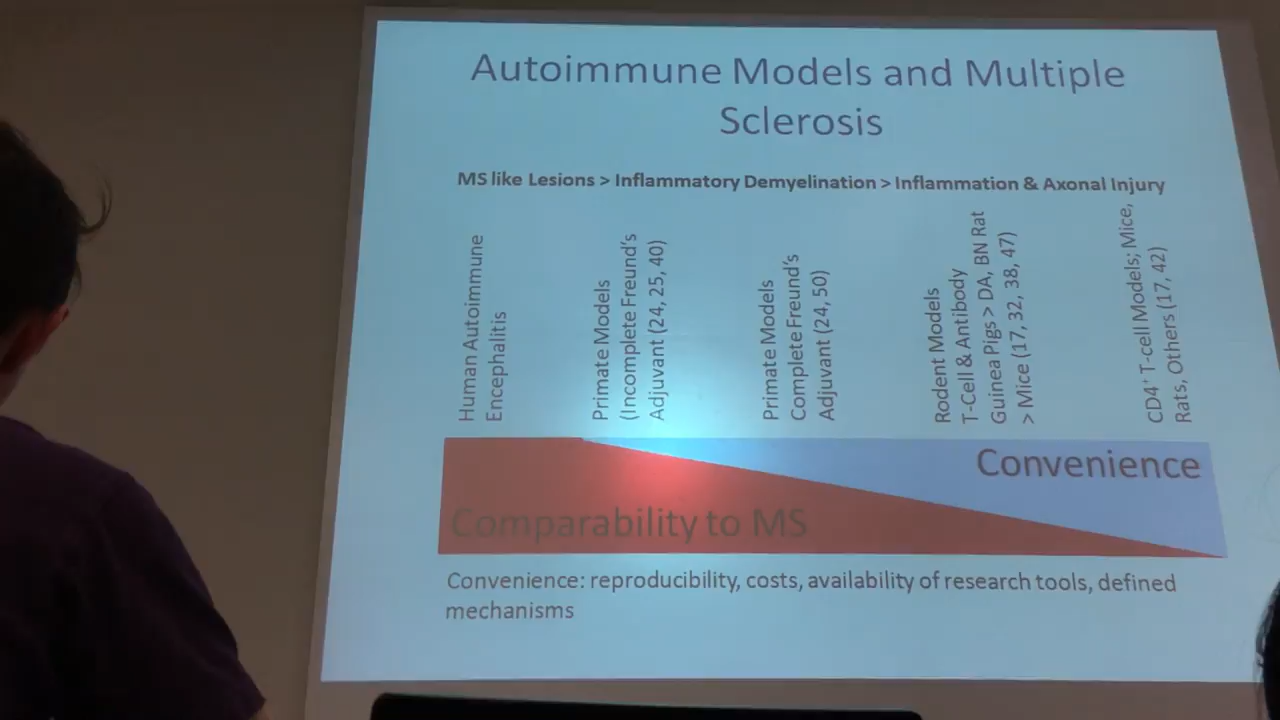 Autoimmune Models and Multiple
Sclerosis
MS like Lesions > Inflammatory Demyelination > Inflammation & Axonal Injury
Human Autoimmune
Encephalitis
Primate Models
(Incomplete Freund's
Adjuvant (24, 25, 40)
Primate Models
Complete Freund's
Adjuvant (24, 50)
Rodent Models
T-Cell & Antibody
Guinea Pigs > DA, BN Rat
> Mice (17, 32, 38, 47)
CD4⁺ T-cell Models; Mice,
Rats, Others (17, 42)
Convenience
Comparability to MS
Convenience: reproducibility, costs, availability of research tools, defined
mechanisms